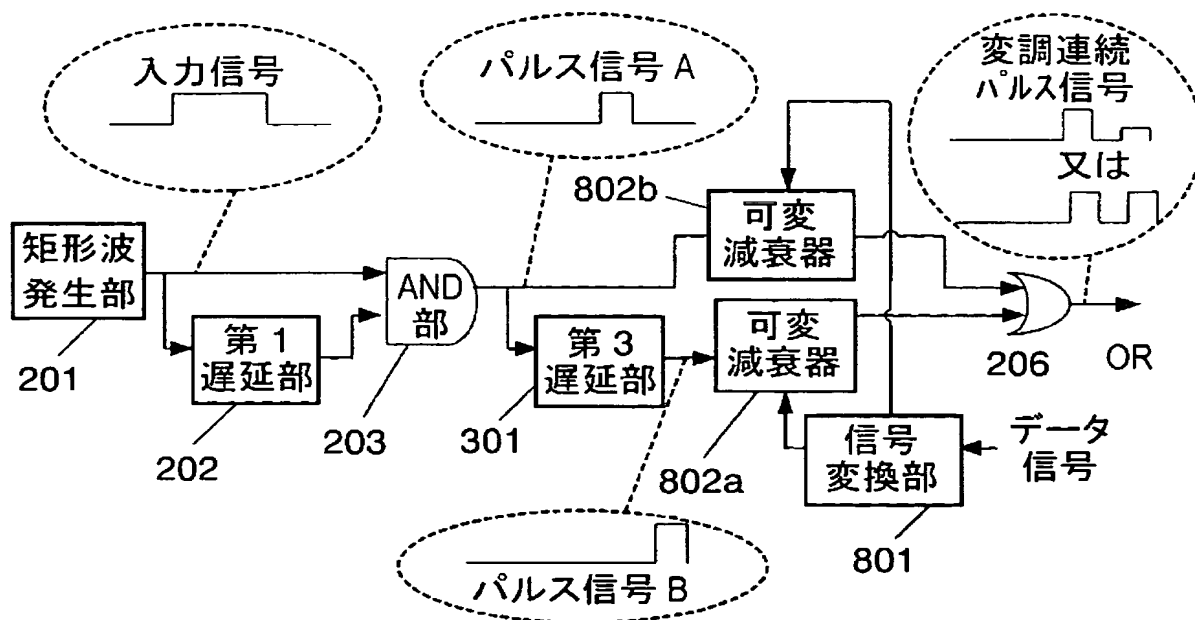 入力信号
パルス信号 A
変調連続
パルス信号
又は
802b
可変
減衰器
矩形波
発生部
AND
部
201
第1
遅延部
202
203
第3
遅延部
301
可変
減衰器
802a
206
OR
信号
変換部
801
データ
信号
パルス信号 B